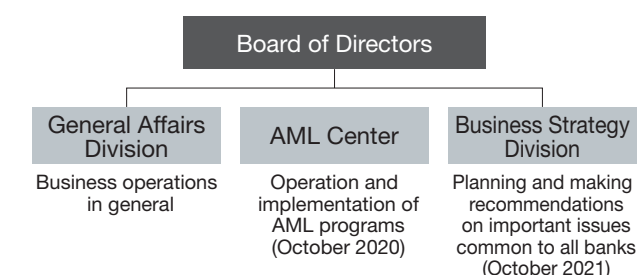 Board of Directors
General Affairs
Division
Business operations
in general
AML Center
Operation and
implementation of
AML programs
(October 2020)
Business Strategy
Division
Planning and making
recommendations
on important issues
common to all banks
(October 2021)